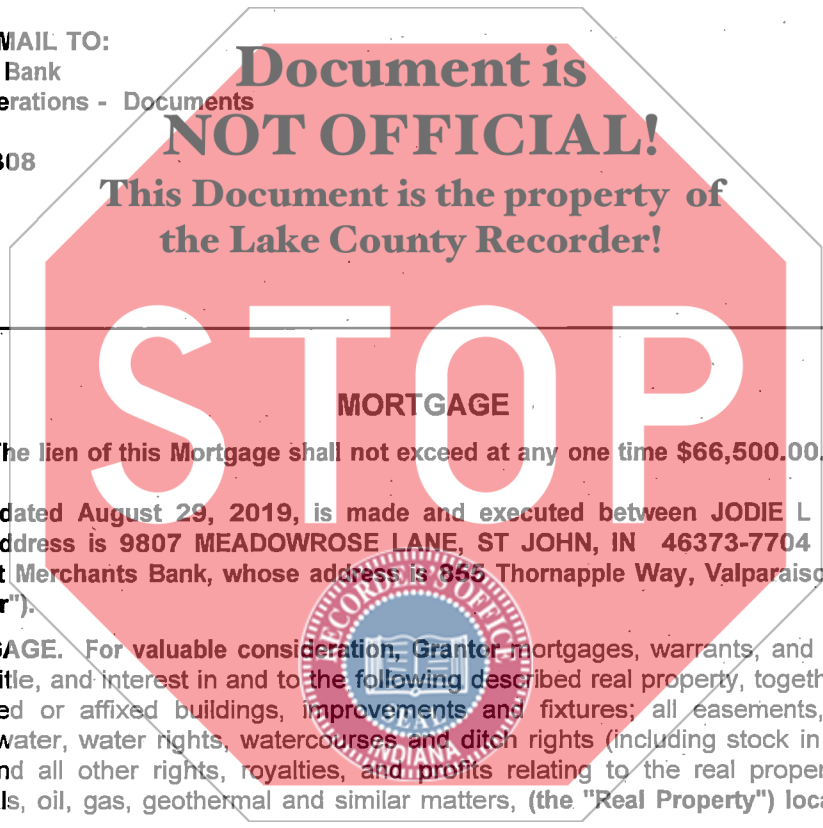 MAIL TO:
Bank
erations - Documents
308
Document is
NOT OFFICIAL!
This Document is the property of
the Lake County Recorder!
STOP
MORTGAGE
The lien of this Mortgage shall not exceed at any one time $66,500.00.
dated August 29, 2019, is made and executed between JODIE L
ddress is 9807 MEADOWROSE LANE, ST JOHN, IN 46373-7704
t Merchants Bank, whose address is 855 Thornapple Way, Valparaiso
r").
GAGE. For valuable consideration, Grantor mortgages, warrants, and
itle, and interest in and to the following described real property, togeth
ed or affixed buildings, improvements and fixtures; all easements,
water, water rights, watercourses and ditch rights (including stock in
nd all other rights, royalties, and profits relating to the real proper
ls, oil, gas, geothermal and similar matters, (the "Real Property") loca
RECORDER'S OFFICE
SEAL
INDIANA